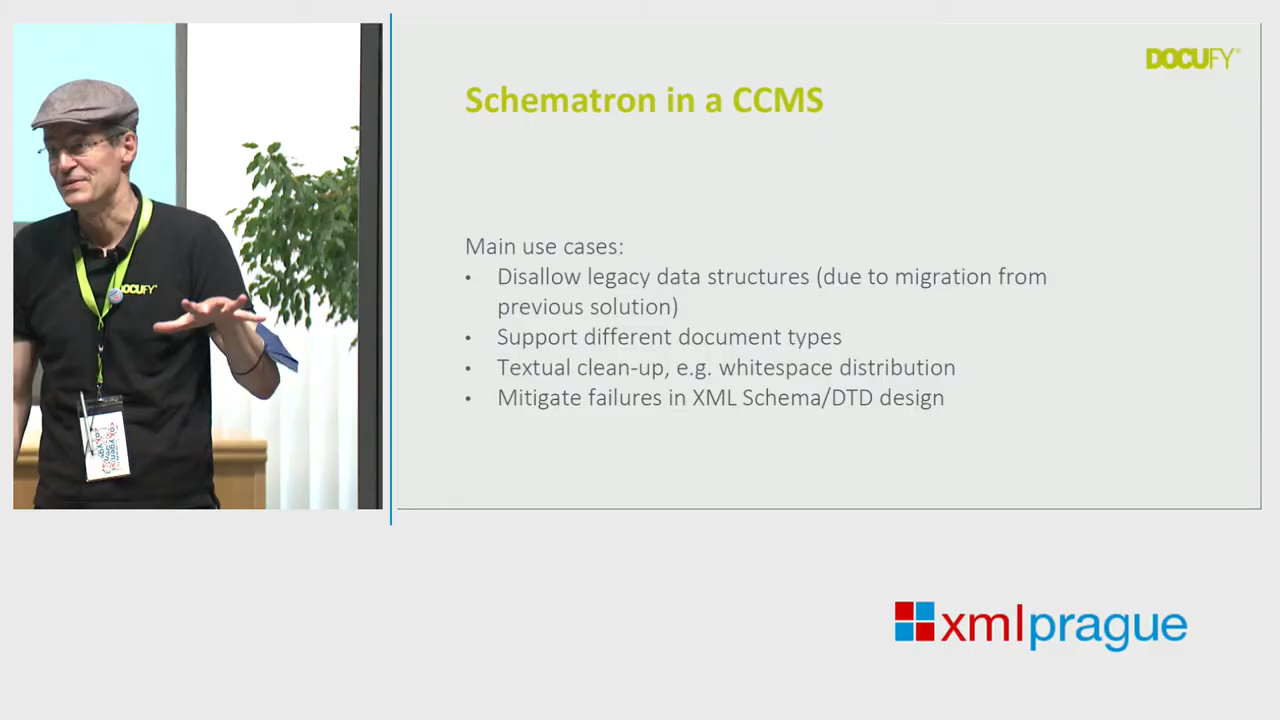 DOCUFY
Schematron in a CCMS
Main use cases:
• Disallow legacy data structures (due to migration from
previous solution)
• Support different document types
• Textual clean-up, e.g. whitespace distribution
• Mitigate failures in XML Schema/DTD design
DOCUFY
xmlprague